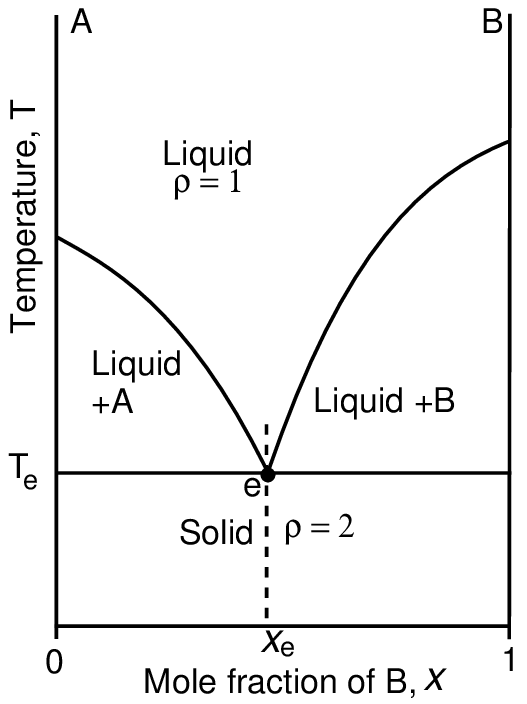 A
B
Temperature, T
Liquid
ρ = 1
Liquid
+A
Liquid +B
Te
e
Solid
ρ = 2
0
xe
1
Mole fraction of B, x